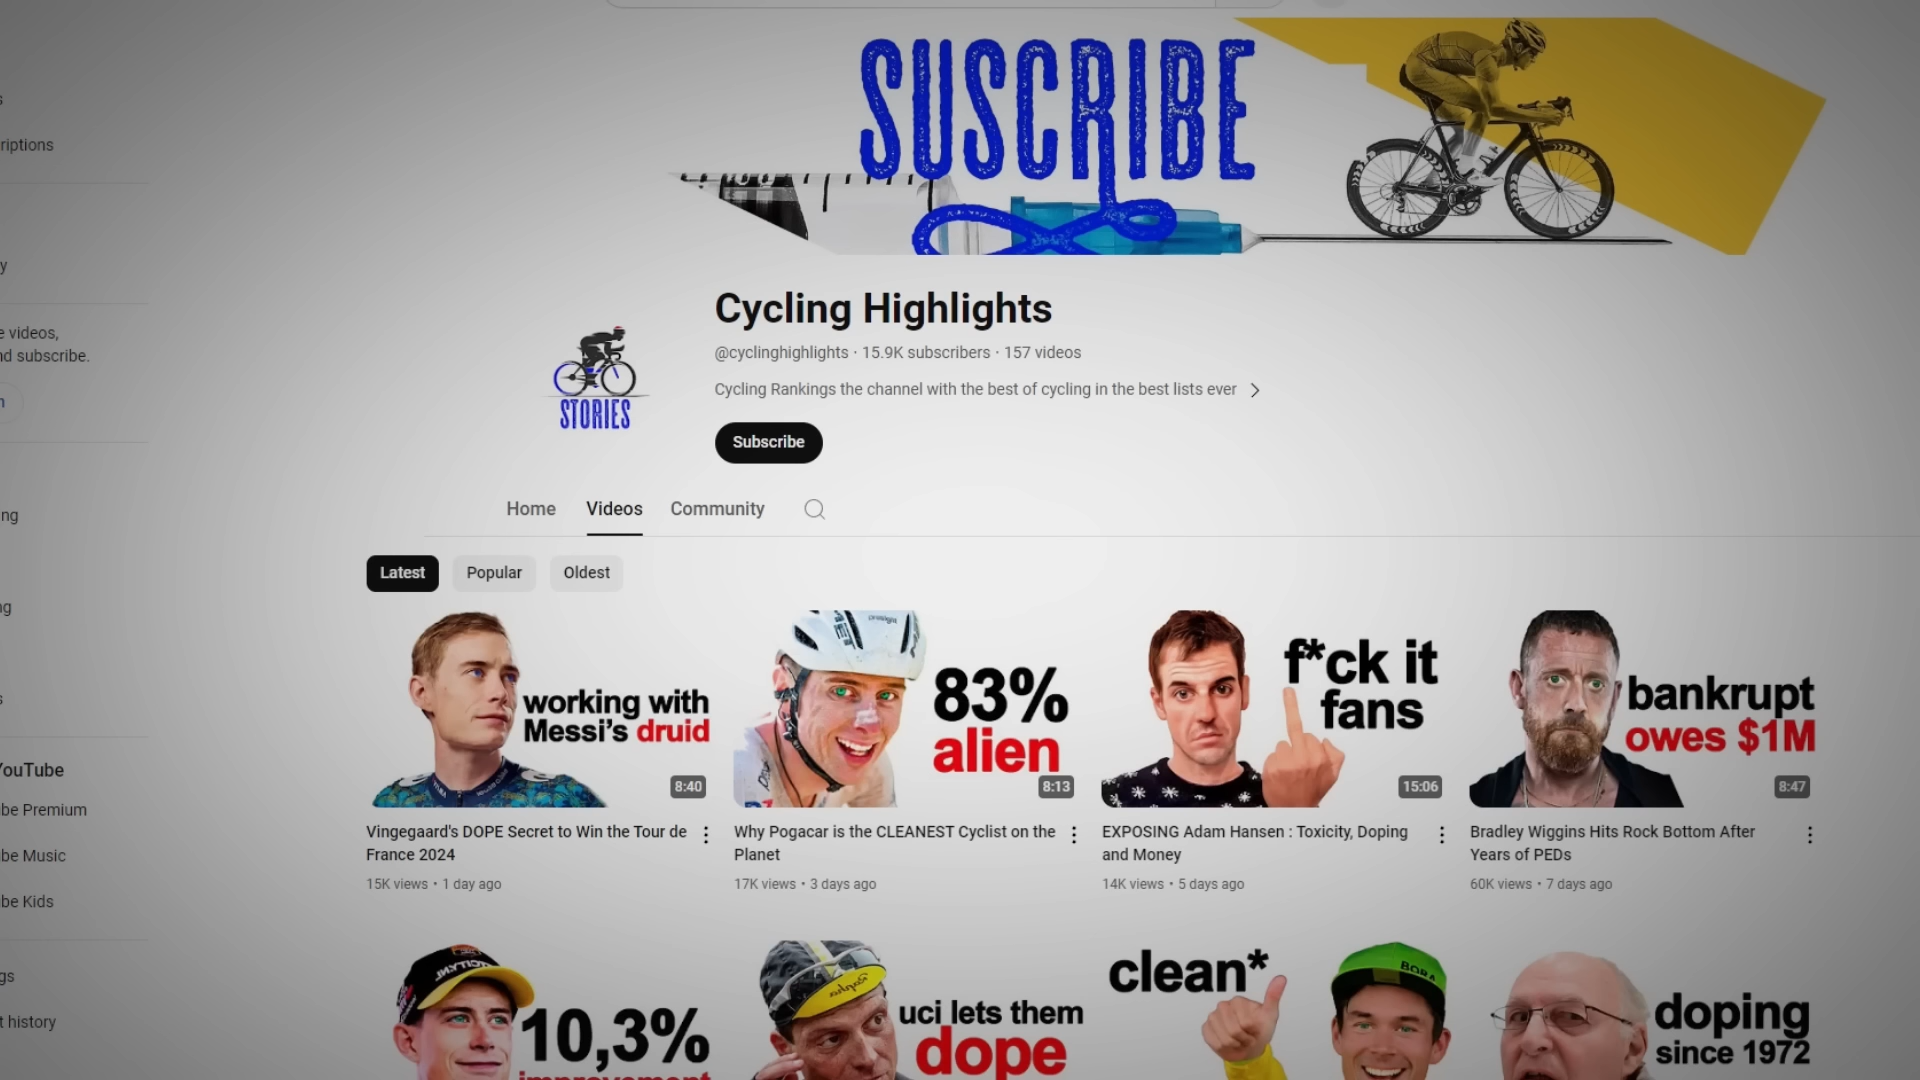 SUSCRIBE
Cycling Highlights
@cyclinghighlights · 15.9K subscribers · 157 videos
Cycling Rankings the channel with the best of cycling in the best lists ever
STORIES
Subscribe
Home Videos Community
Latest Popular Oldest
riptions
y
e videos,
nd subscribe.
n
ng
ng
s
YouTube
be Premium
be Music
be Kids
gs
t history
working with
Messi's druid
8:40
Vingegaard's DOPE Secret to Win the Tour de
France 2024
15K views • 1 day ago
83%
alien
8:13
Why Pogacar is the CLEANEST Cyclist on the
Planet
17K views • 3 days ago
f*ck it
fans
15:06
EXPOSING Adam Hansen : Toxicity, Doping
and Money
14K views • 5 days ago
bankrupt
owes $1M
8:47
Bradley Wiggins Hits Rock Bottom After
Years of PEDs
60K views • 7 days ago
10,3%
improvement
uci lets them
dope
clean*
BORA
doping
since 1972